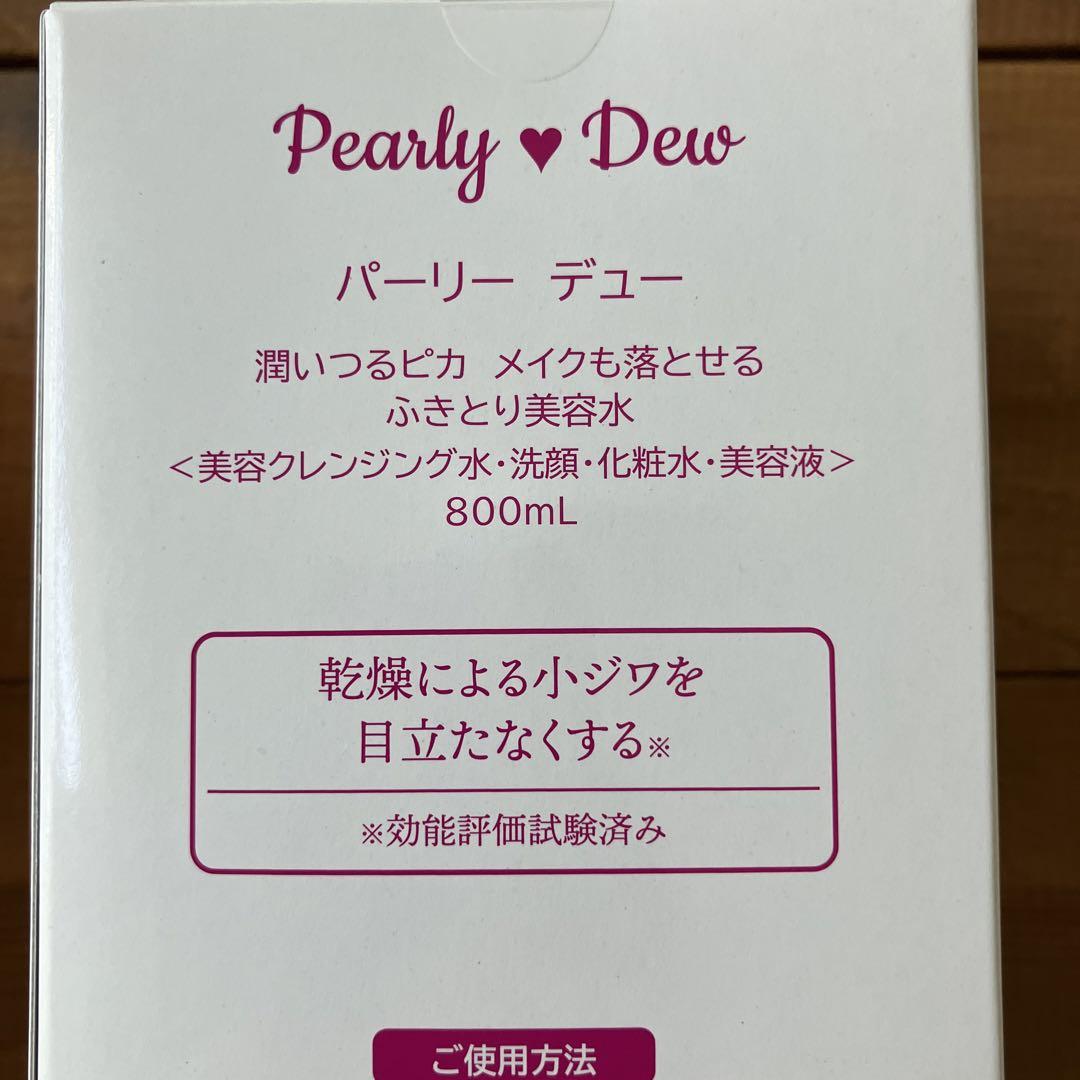 Pearly ♥ Dew
パーリー デュー
潤いつるピカ メイクも落とせる
ふきとり美容水
＜美容クレンジング水・洗顔・化粧水・美容液＞
800mL
乾燥による小ジワを
目立たなくする※
※効能評価試験済み
ご使用方法